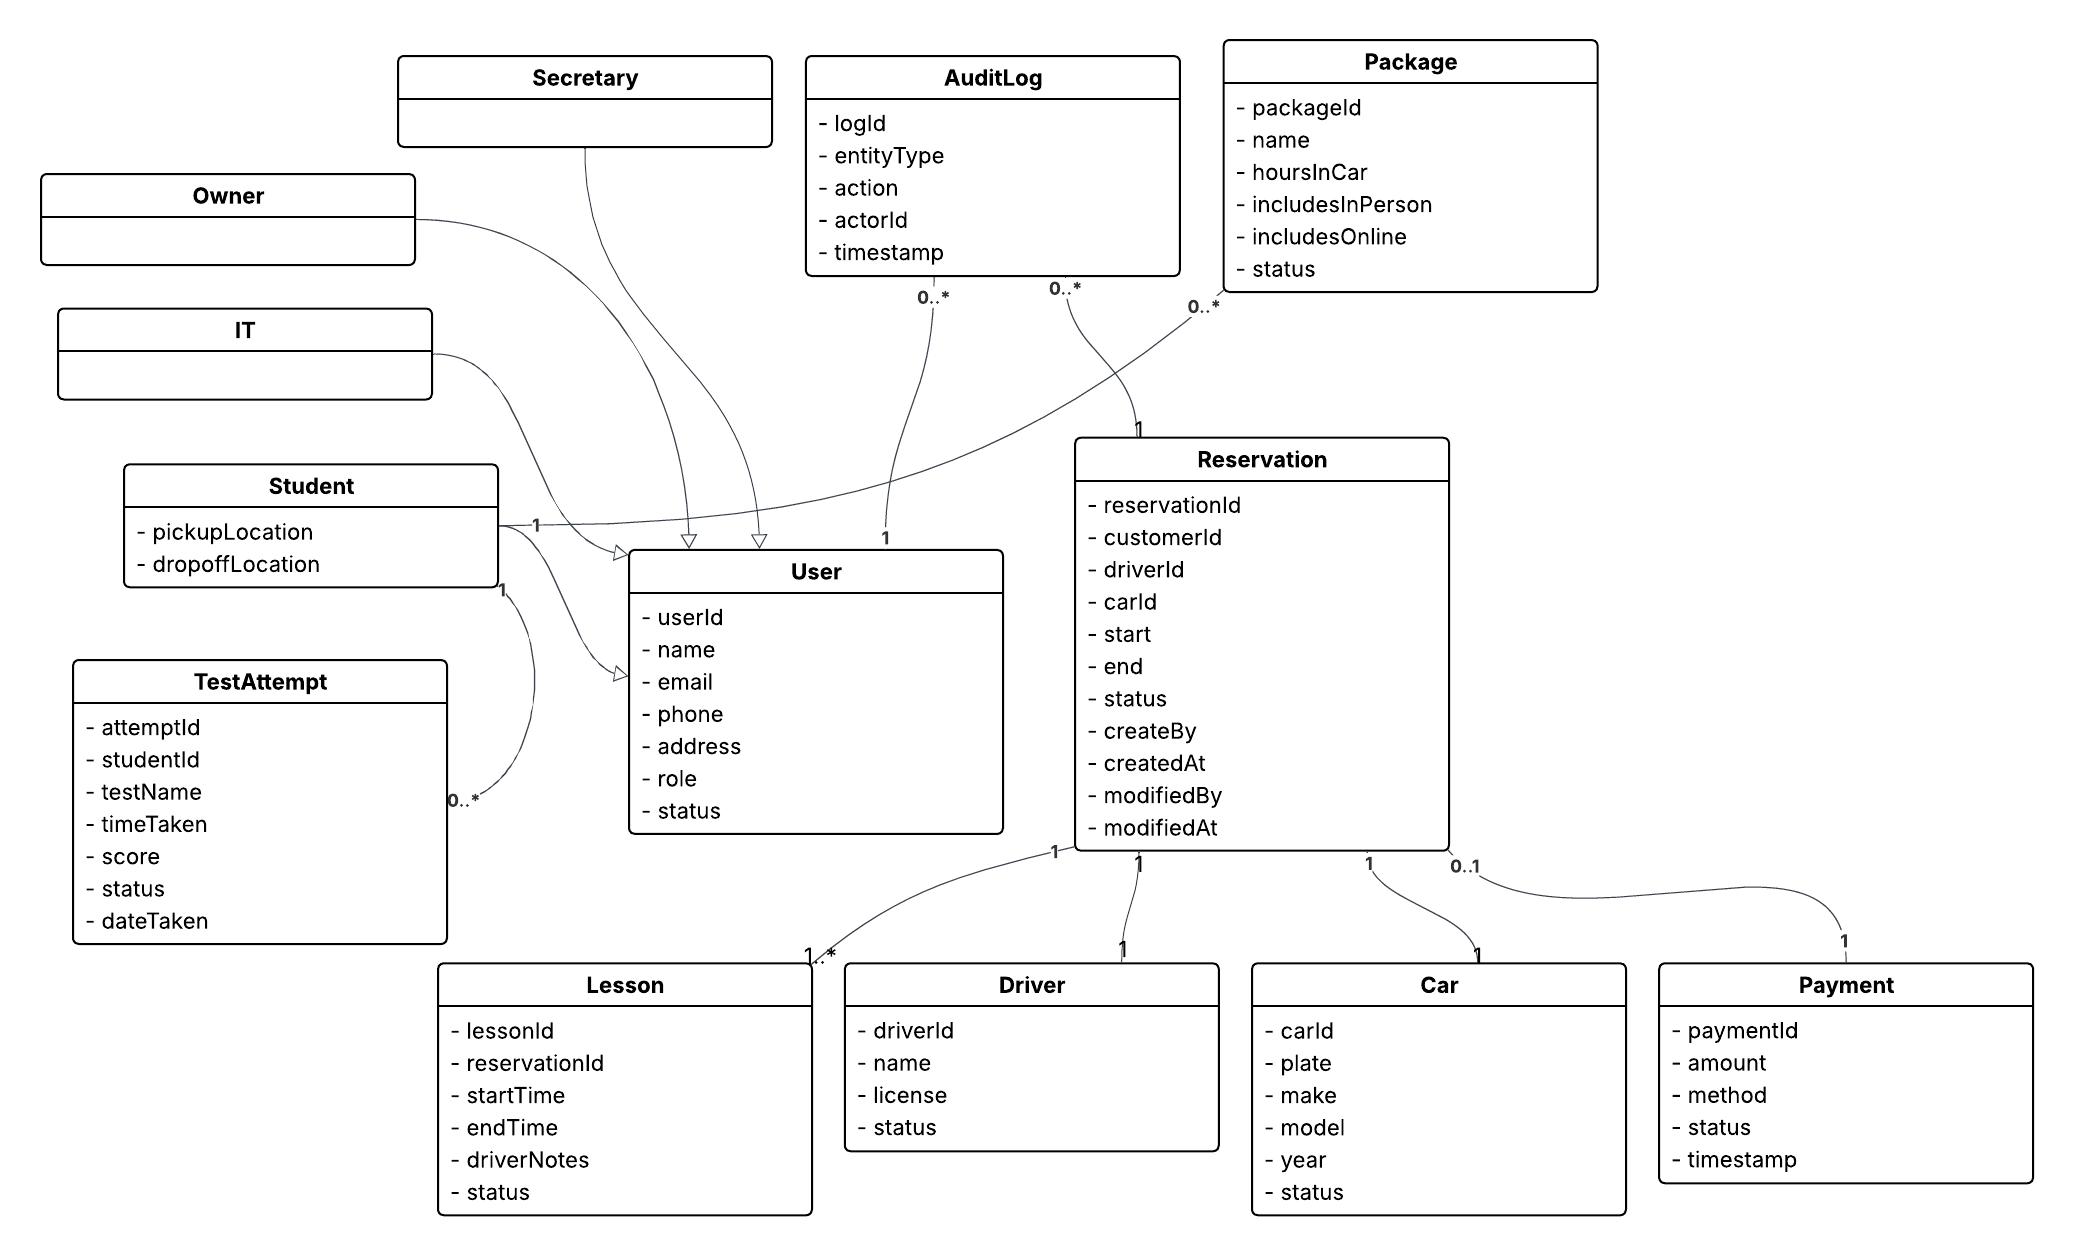 Secretary
AuditLog
- logId
- entityType
- action
- actorId
- timestamp
Package
- packageId
- name
- hoursInCar
- includesInPerson
- includesOnline
- status
Owner
IT
0..*
0..*
0..*
Student
- pickupLocation
- dropoffLocation
1
1
1
1
Reservation
- reservationId
- customerId
- driverId
- carId
- start
- end
- status
- createBy
- createdAt
- modifiedBy
- modifiedAt
User
- userId
- name
- email
- phone
- address
- role
- status
TestAttempt
- attemptId
- studentId
- testName
- timeTaken
- score
- status
- dateTaken
0..*
1
1
1
0..1
1..*
1
1
1
Lesson
- lessonId
- reservationId
- startTime
- endTime
- driverNotes
- status
Driver
- driverId
- name
- license
- status
Car
- carId
- plate
- make
- model
- year
- status
Payment
- paymentId
- amount
- method
- status
- timestamp